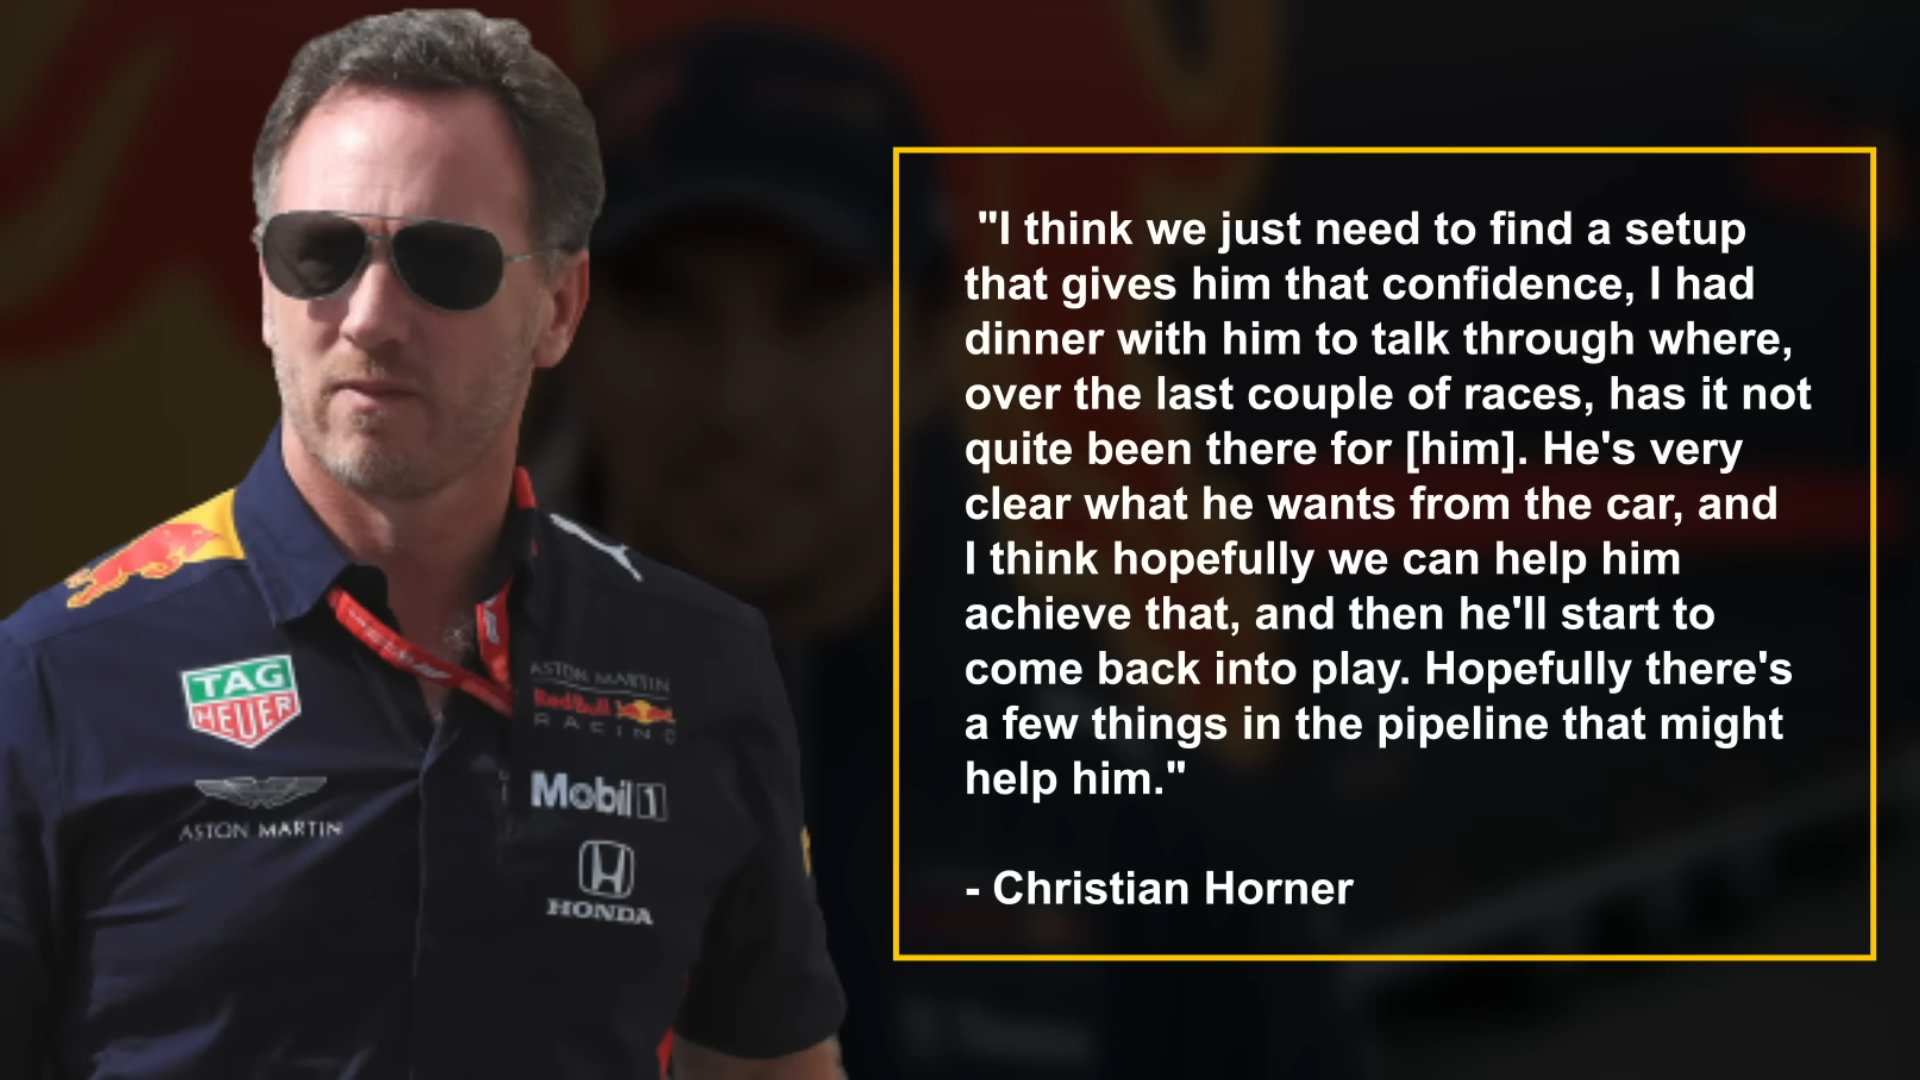 "I think we just need to find a setup
that gives him that confidence, I had
dinner with him to talk through where,
over the last couple of races, has it not
quite been there for [him]. He's very
clear what he wants from the car, and
I think hopefully we can help him
achieve that, and then he'll start to
come back into play. Hopefully there's
a few things in the pipeline that might
help him."
- Christian Horner
TAG
HEUER
ASTON MARTIN
ASTON MARTIN
Red Bull
RACING
Mobil 1
HONDA